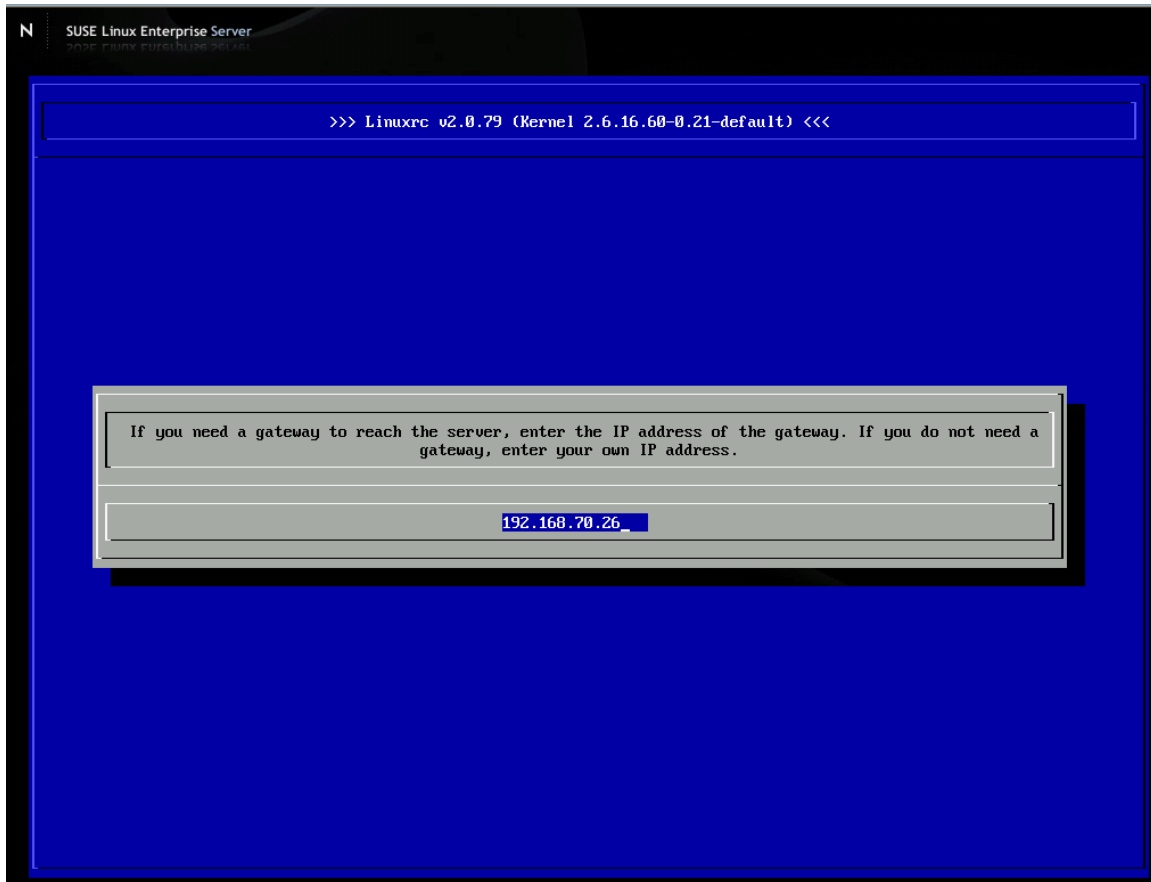 N
SUSE Linux Enterprise Server
>>> Linuxrc v2.0.79 (Kernel 2.6.16.60-0.21-default) <<<
If you need a gateway to reach the server, enter the IP address of the gateway. If you do not need a
gateway, enter your own IP address.
192.168.70.26_